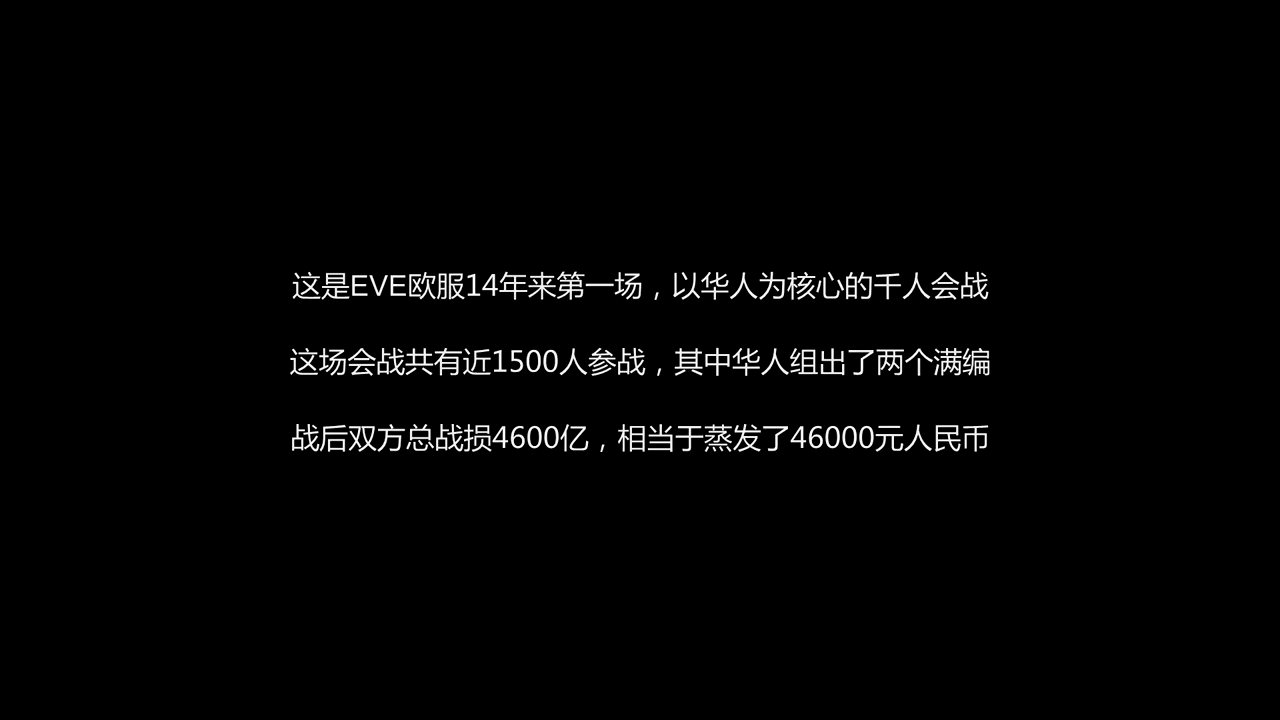 这是EVE欧服14年来第一场，以华人为核心的千人会战
这场会战共有近1500人参战，其中华人组出了两个满编
战后双方总战损4600亿，相当于蒸发了46000元人民币